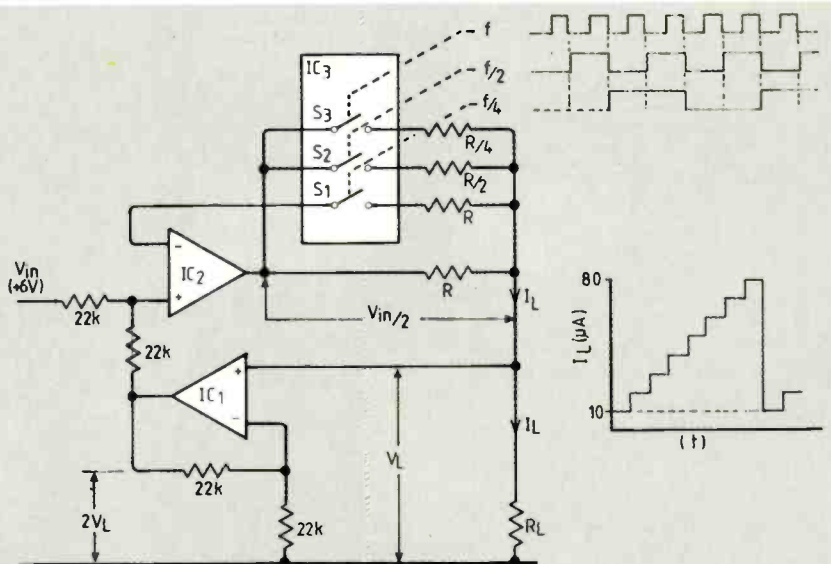 f
IC3
f/2
f/4
S3
R/4
S2
R/2
S1
R
IC2
R
Vin
(+6V)
22k
Vin/2
IL
22k
IC1
IL
VL
22k
2VL
22k
RL
80
IL(µA)
10
(t)